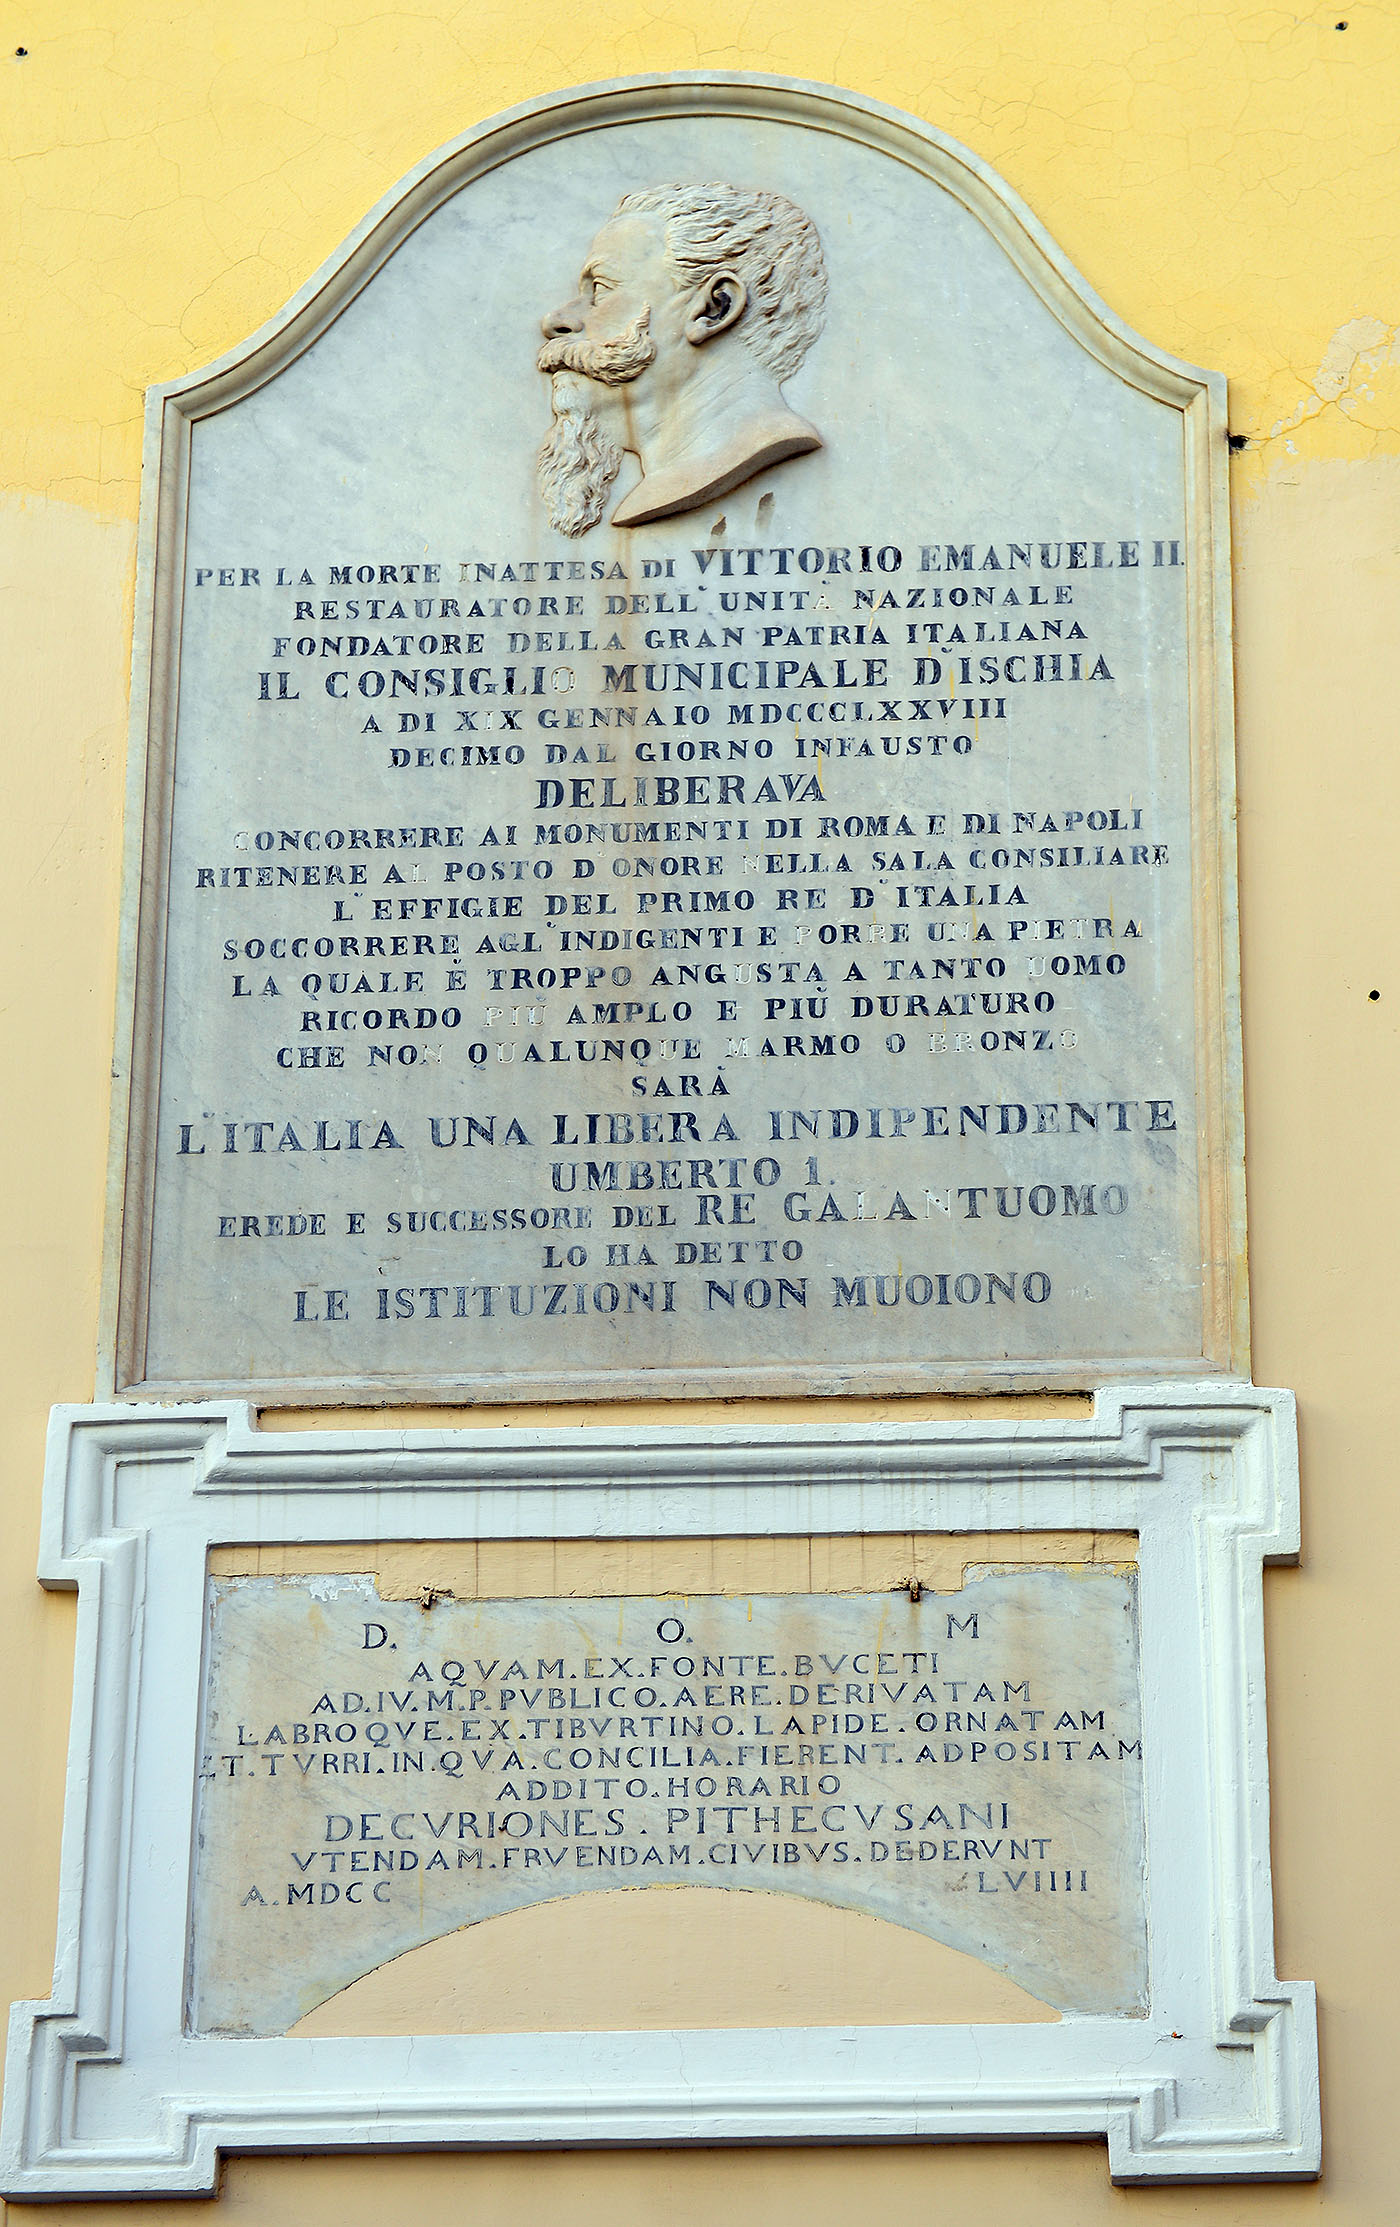 PER LA MORTE INATTESA DI VITTORIO EMANUELE II.
RESTAURATORE DELL'UNITÀ NAZIONALE
FONDATORE DELLA GRAN PATRIA ITALIANA
IL CONSIGLIO MUNICIPALE D'ISCHIA
A DI XIX GENNAIO MDCCCLXXVIII
DECIMO DAL GIORNO INFAUSTO
DELIBERAVA
CONCORRERE AI MONUMENTI DI ROMA E DI NAPOLI
RITENERE AL POSTO D'ONORE NELLA SALA CONSILIARE
L'EFFIGIE DEL PRIMO RE D'ITALIA
SOCCORRERE AGL'INDIGENTI E PORRE UNA PIETRA
LA QUALE È TROPPO ANGUSTA A TANTO UOMO
RICORDO PIÙ AMPLO E PIÙ DURATURO
CHE NON QUALUNQUE MARMO O BRONZO
SARÀ
L'ITALIA UNA LIBERA INDIPENDENTE
UMBERTO 1.
EREDE E SUCCESSORE DEL RE GALANTUOMO
LO HA DETTO
LE ISTITUZIONI NON MUOIONO
D. O. M
AQVAM.EX.FONTE.BVCETI
AD.IV.M.P.PVBLICO.AERE.DERIVATAM
LABROQVE.EX.TIBVRTINO.LAPIDE.ORNATAM
ET.TVRRI.IN.QVA.CONCILIA.FIERENT.ADPOSITAM
ADDITO.HORARIO
DECVRIONES.PITHECVSANI
VTENDAM.FRVENDAM.CIVIBVS.DEDERVNT
A.MDCC LVIIII